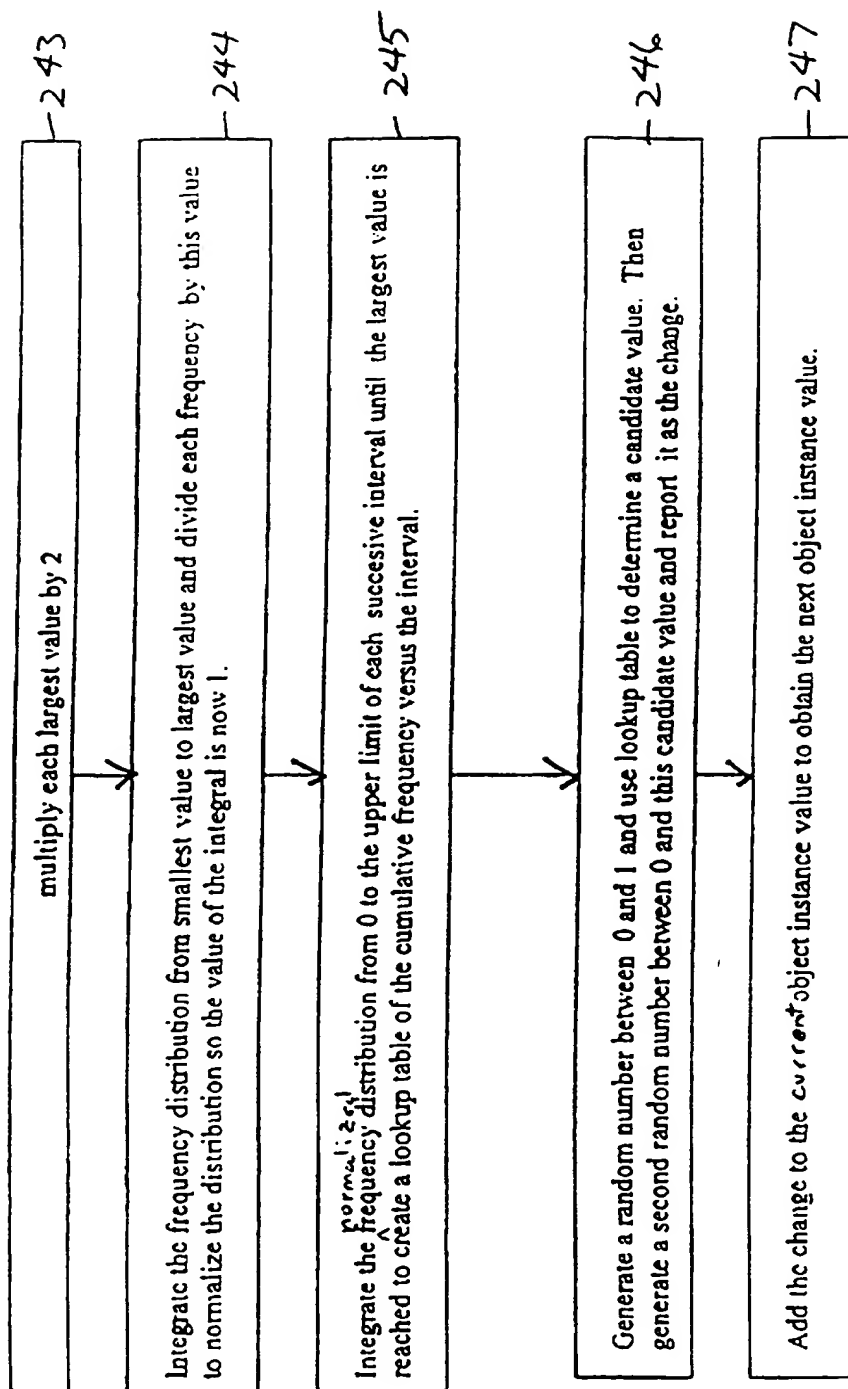 multiply each largest value by 2
243
Integrate the frequency distribution from smallest value to largest value and divide each frequency by this value
to normalize the distribution so the value of the integral is now 1.
244
normalized
Integrate the frequency distribution from 0 to the upper limit of each succesive interval until the largest value is
reached to create a lookup table of the cumulative frequency versus the interval.
245
Generate a random number between 0 and 1 and use lookup table to determine a candidate value. Then
generate a second random number between 0 and this candidate value and report it as the change.
246
Add the change to the current object instance value to obtain the next object instance value.
247